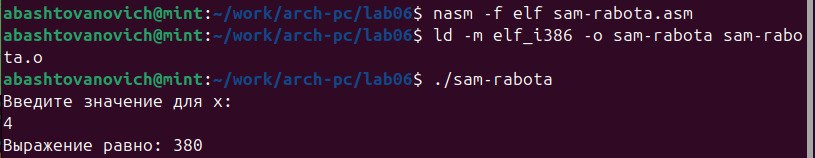 abashtovanovich@mint:~/work/arch-pc/lab06$ nasm -f elf sam-rabota.asm
abashtovanovich@mint:~/work/arch-pc/lab06$ ld -m elf_i386 -o sam-rabota sam-rabo
ta.o
abashtovanovich@mint:~/work/arch-pc/lab06$ ./sam-rabota
Введите значение для x:
4
Выражение равно: 380